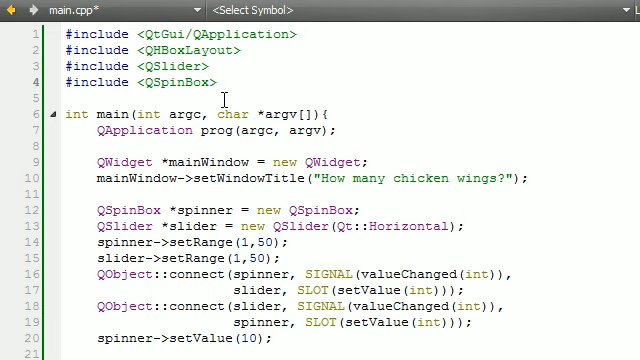 main.cpp* <Select Symbol>
1 #include <QtGui/QApplication>
2 #include <QHBoxLayout>
3 #include <QSlider>
4 #include <QSpinBox>
5
6 int main(int argc, char *argv[]){
7 QApplication prog(argc, argv);
8
9 QWidget *mainWindow = new QWidget;
10 mainWindow->setWindowTitle("How many chicken wings?");
11
12 QSpinBox *spinner = new QSpinBox;
13 QSlider *slider = new QSlider(Qt::Horizontal);
14 spinner->setRange(1,50);
15 slider->setRange(1,50);
16 QObject::connect(spinner, SIGNAL(valueChanged(int)),
17 slider, SLOT(setValue(int)));
18 QObject::connect(slider, SIGNAL(valueChanged(int)),
19 spinner, SLOT(setValue(int)));
20 spinner->setValue(10);
21